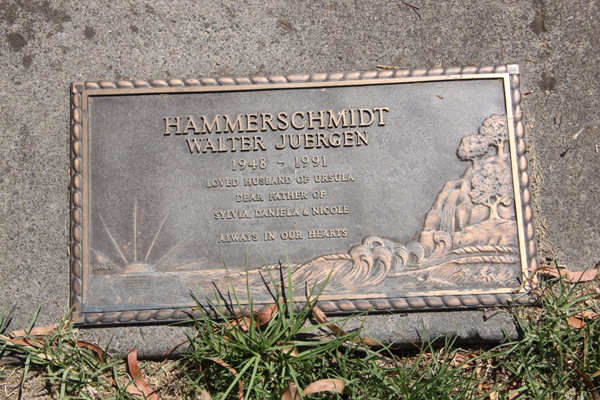 HAMMERSCHMIDT
WALTER JUERGEN
1948 ~ 1991
LOVED HUSBAND OF URSULA
DEAR FATHER OF
SYLVIA, DANIELA & NICOLE
ALWAYS IN OUR HEARTS